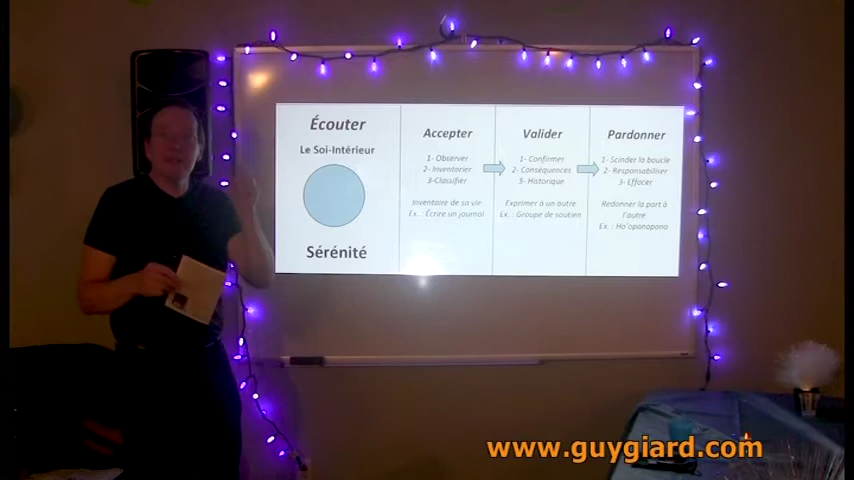 Écouter
Le Soi-Intérieur
Sérénité
Accepter
1- Observer
2- Inventorier
3-Classifier
Inventaire de sa vie
Ex. : Écrire un journal
Valider
1- Confirmer
2- Conséquences
3- Historique
Exprimer à un autre
Ex. : Groupe de soutien
Pardonner
1- Scinder la boucle
2- Responsabiliser
3- Effacer
Redonner la part à
l'autre
Ex. : Ho'oponopono
www.guygiard.com